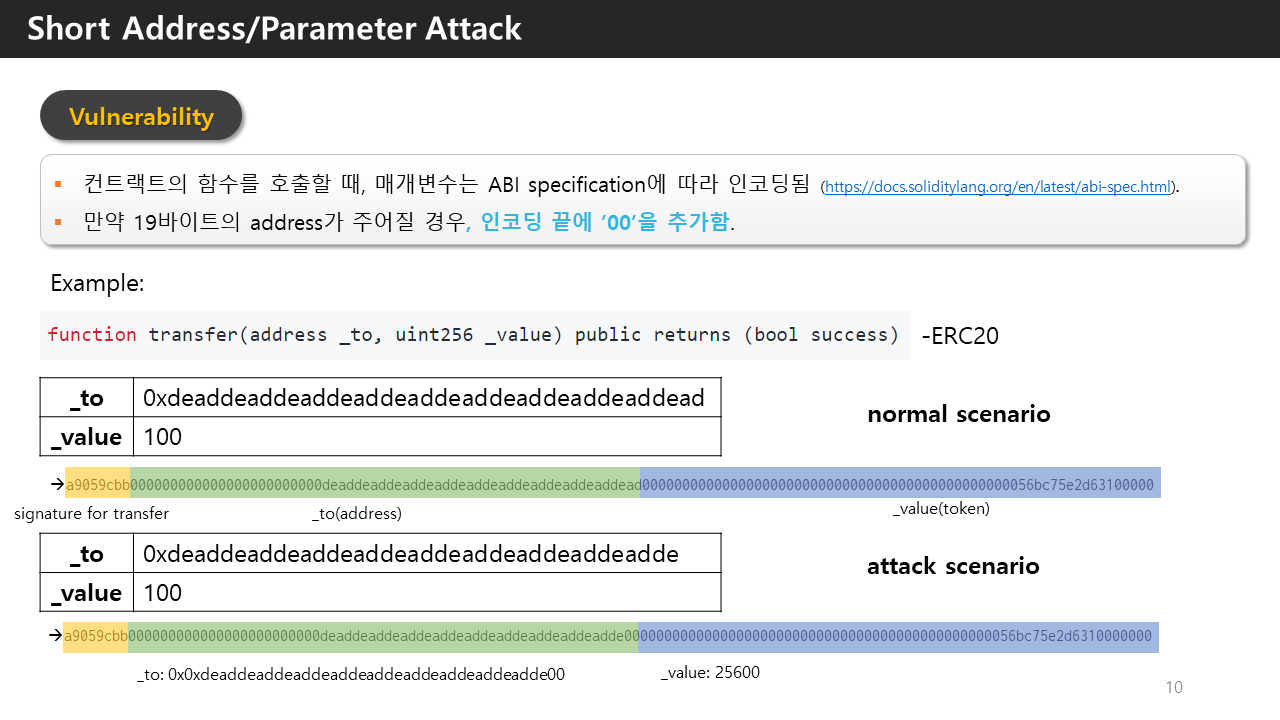 Short Address/Parameter Attack
Vulnerability
▪ 컨트랙트의 함수를 호출할 때, 매개변수는 ABI specification에 따라 인코딩됨 (https://docs.soliditylang.org/en/latest/abi-spec.html).
▪ 만약 19바이트의 address가 주어질 경우, 인코딩 끝에 ’00’을 추가함.
Example:
function transfer(address _to, uint256 _value) public returns (bool success) -ERC20
_to 0xdeaddeaddeaddeaddeaddeaddeaddeaddeaddead
_value 100
normal scenario
→a9059cbb000000000000000000000000deaddeaddeaddeaddeaddeaddeaddeaddeaddead0000000000000000000000000000000000000000000000056bc75e2d63100000
signature for transfer _to(address) _value(token)
_to 0xdeaddeaddeaddeaddeaddeaddeaddeaddeadde
_value 100
attack scenario
→a9059cbb000000000000000000000000deaddeaddeaddeaddeaddeaddeaddeaddeadde0000000000000000000000000000000000000000000000056bc75e2d6310000000
_to: 0x0xdeaddeaddeaddeaddeaddeaddeaddeaddeadde00 _value: 25600
10